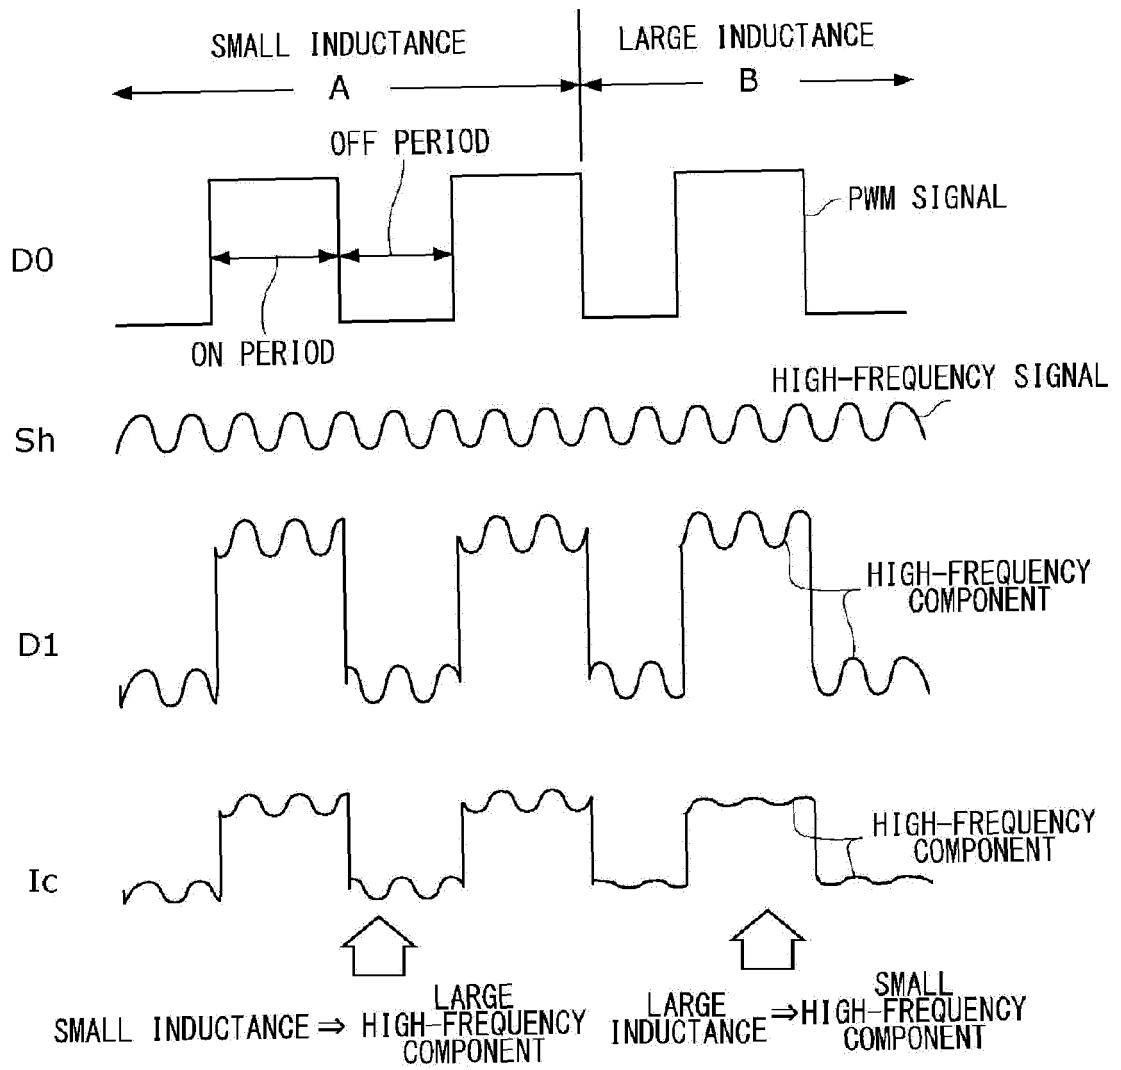 SMALL INDUCTANCE
LARGE INDUCTANCE
A
B
OFF PERIOD
PWM SIGNAL
D0
ON PERIOD
HIGH-FREQUENCY SIGNAL
Sh
HIGH-FREQUENCY
COMPONENT
D1
HIGH-FREQUENCY
COMPONENT
Ic
SMALL INDUCTANCE ⇒
LARGE
HIGH-FREQUENCY
COMPONENT
LARGE
INDUCTANCE
⇒
SMALL
HIGH-FREQUENCY
COMPONENT